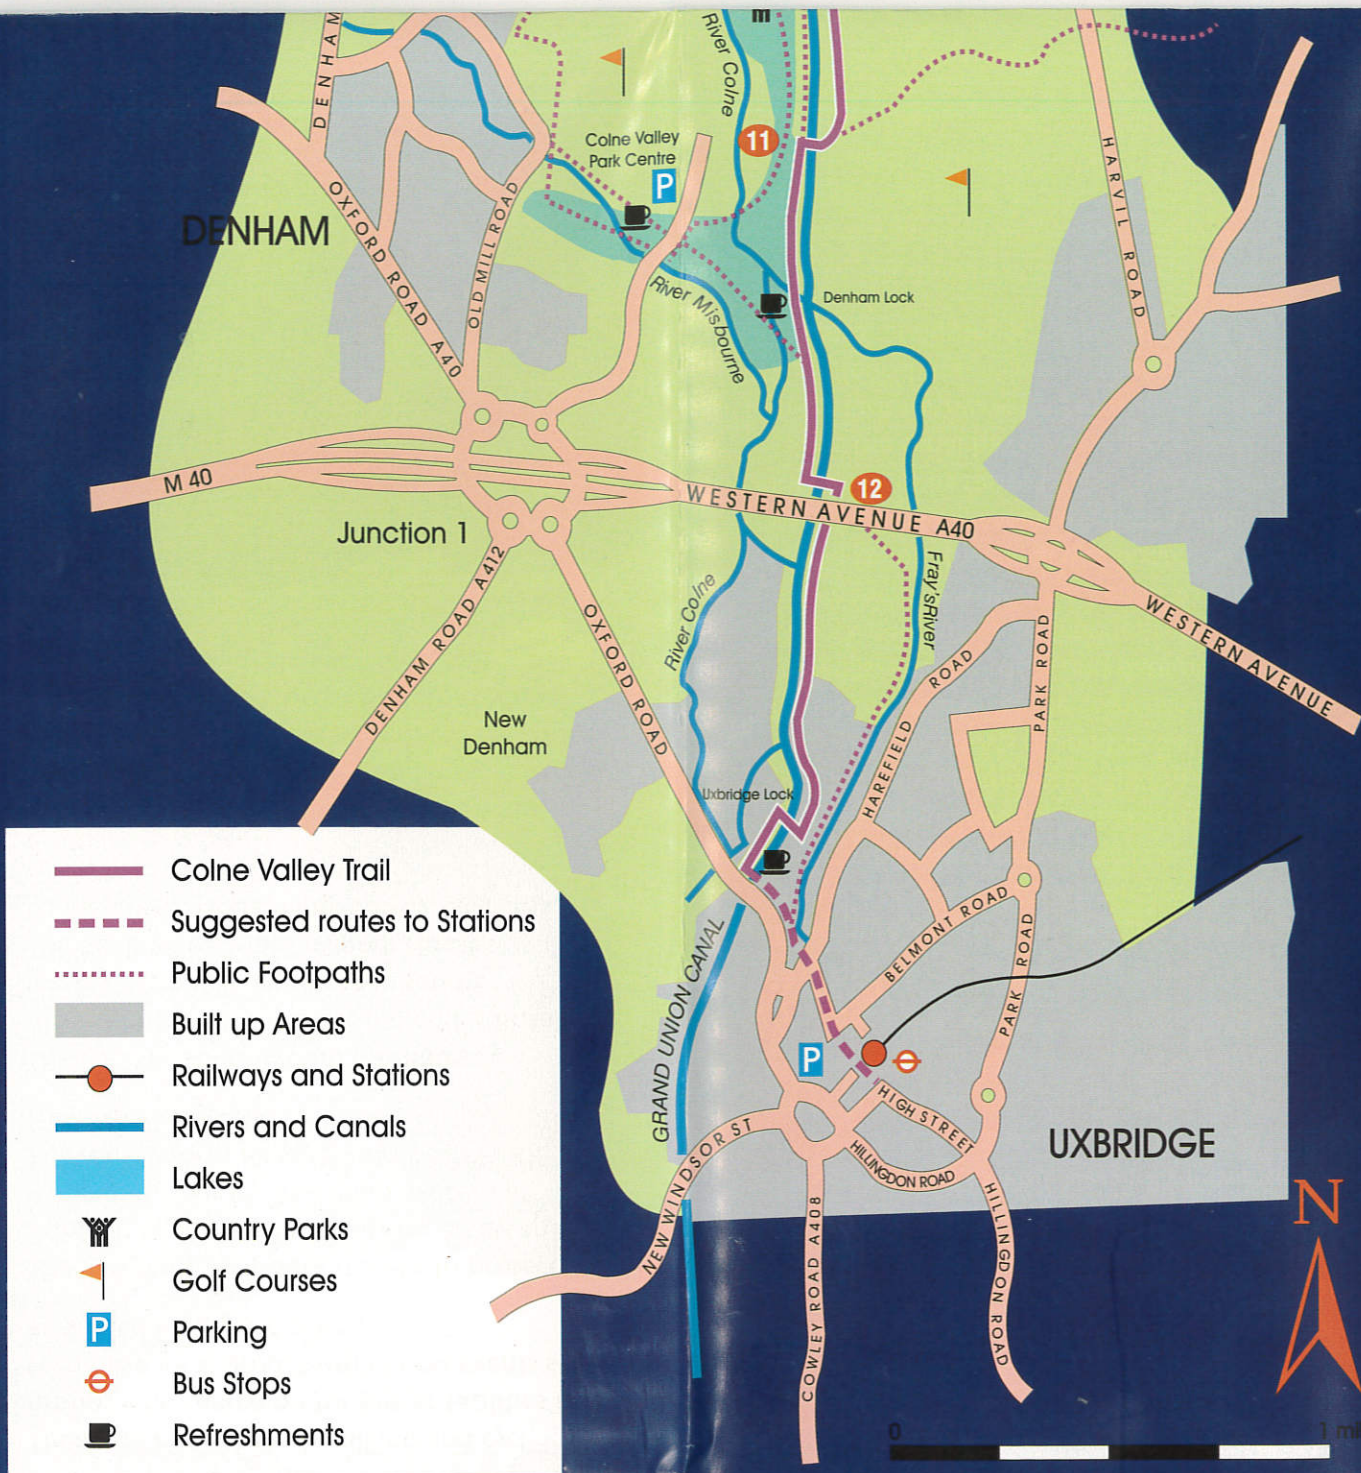 DENHAM
River Colne
Colne Valley
Park Centre
P
11
HARVIL ROAD
OXFORD ROAD A40
OLD MILL ROAD
DENHAM
River Misbourne
Denham Lock
M 40
12
WESTERN AVENUE A40
Junction 1
DENHAM ROAD A412
OXFORD ROAD
River Colne
Fray'sRiver
HAREFIELD ROAD
PARK ROAD
WESTERN AVENUE
New
Denham
Uxbridge Lock
BELMONT ROAD
PARK ROAD
GRAND UNION CANAL
P
HIGH STREET
HILLINGDON ROAD
UXBRIDGE
NEW WINDSOR ST
COWLEY ROAD A408
HILLINGDON ROAD
N
0
Colne Valley Trail
Suggested routes to Stations
Public Footpaths
Built up Areas
Railways and Stations
Rivers and Canals
Lakes
Country Parks
Golf Courses
P Parking
Bus Stops
Refreshments